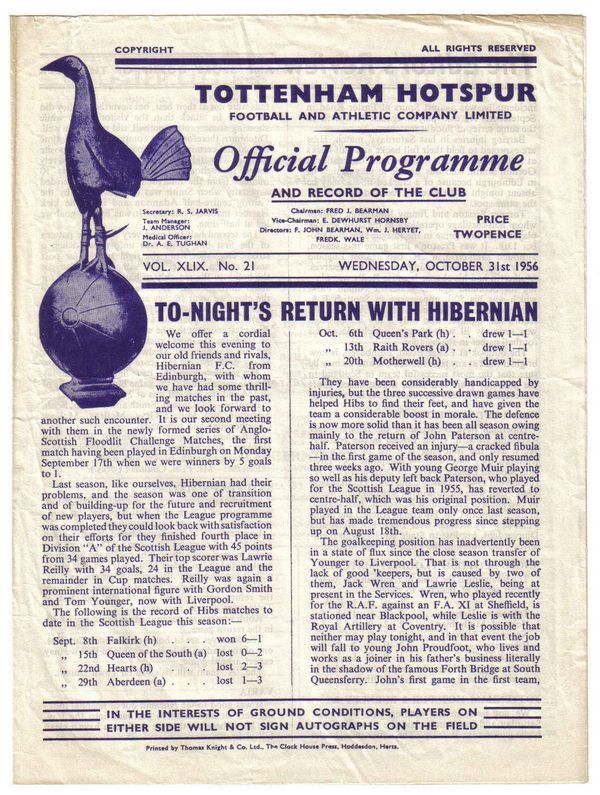 COPYRIGHT ALL RIGHTS RESERVED
TOTTENHAM HOTSPUR
FOOTBALL AND ATHLETIC COMPANY LIMITED
Official Programme
AND RECORD OF THE CLUB
Secretary: R. S. JARVIS
Team Manager:
J. ANDERSON
Medical Officer:
Dr. A. E. TUGHAN
Chairman: FRED J. BEARMAN
Vice-Chairman: E. DEWHURST HORNSBY
Directors: F. JOHN BEARMAN, Wm. J. HERYET,
FREDK. WALE
PRICE
TWOPENCE
VOL. XLIX. No. 21 WEDNESDAY, OCTOBER 31st 1956
TO-NIGHT'S RETURN WITH HIBERNIAN
We offer a cordial
welcome this evening to
our old friends and rivals,
Hibernian F.C. from
Edinburgh, with whom
we have had some thrill-
ing matches in the past,
and we look forward to
another such encounter. It is our second meeting
with them in the newly formed series of Anglo-
Scottish Floodlit Challenge Matches, the first
match having been played in Edinburgh on Monday
September 17th when we were winners by 5 goals
to 1.
Last season, like ourselves, Hibernian had their
problems, and the season was one of transition
and of building-up for the future and recruitment
of new players, but when the League programme
was completed they could look back with satisfaction
on their efforts for they finished fourth place in
Division "A" of the Scottish League with 45 points
from 34 games played. Their top scorer was Lawrie
Reilly with 34 goals, 24 in the League and the
remainder in Cup matches. Reilly was again a
prominent international figure with Gordon Smith
and Tom Younger, now with Liverpool.
The following is the record of Hibs matches to
date in the Scottish League this season:—
Sept. 8th Falkirk (h) . . . won 6—1
„ 15th Queen of the South (a) lost 0—2
„ 22nd Hearts (h) . . . lost 2—3
„ 29th Aberdeen (a) . . . lost 1—3
Oct. 6th Queen's Park (h) . . drew 1—1
„ 13th Raith Rovers (a) . . drew 1—1
„ 20th Motherwell (h) . . drew 1—1
They have been considerably handicapped by
injuries, but the three successive drawn games have
helped Hibs to find their feet, and have given the
team a considerable boost in morale. The defence
is now more solid than it has been all season owing
mainly to the return of John Paterson at centre-
half. Paterson received an injury—a cracked fibula
—in the first game of the season, and only resumed
three weeks ago. With young George Muir playing
so well as his deputy left back Paterson, who played
for the Scottish League in 1955, has reverted to
centre-half, which was his original position. Muir
played in the League team only once last season,
but has made tremendous progress since stepping
up on August 18th.
The goalkeeping position has inadvertently been
in a state of flux since the close season transfer of
Younger to Liverpool. That is not through the
lack of good 'keepers, but is caused by two of
them, Jack Wren and Lawrie Leslie, being at
present in the Services. Wren, who played recently
for the R.A.F. against an F.A. XI at Sheffield, is
stationed near Blackpool, while Leslie is with the
Royal Artillery at Coventry. It is possible that
neither may play tonight, and in that event the job
will fall to young John Proudfoot, who lives and
works as a joiner in his father's business literally
in the shadow of the famous Forth Bridge at South
Queensferry. John's first game in the first team,
IN THE INTERESTS OF GROUND CONDITIONS, PLAYERS ON
EITHER SIDE WILL NOT SIGN AUTOGRAPHS ON THE FIELD
Printed by Thomas Knight & Co. Ltd., The Clock House Press, Hoddesdon, Herts.